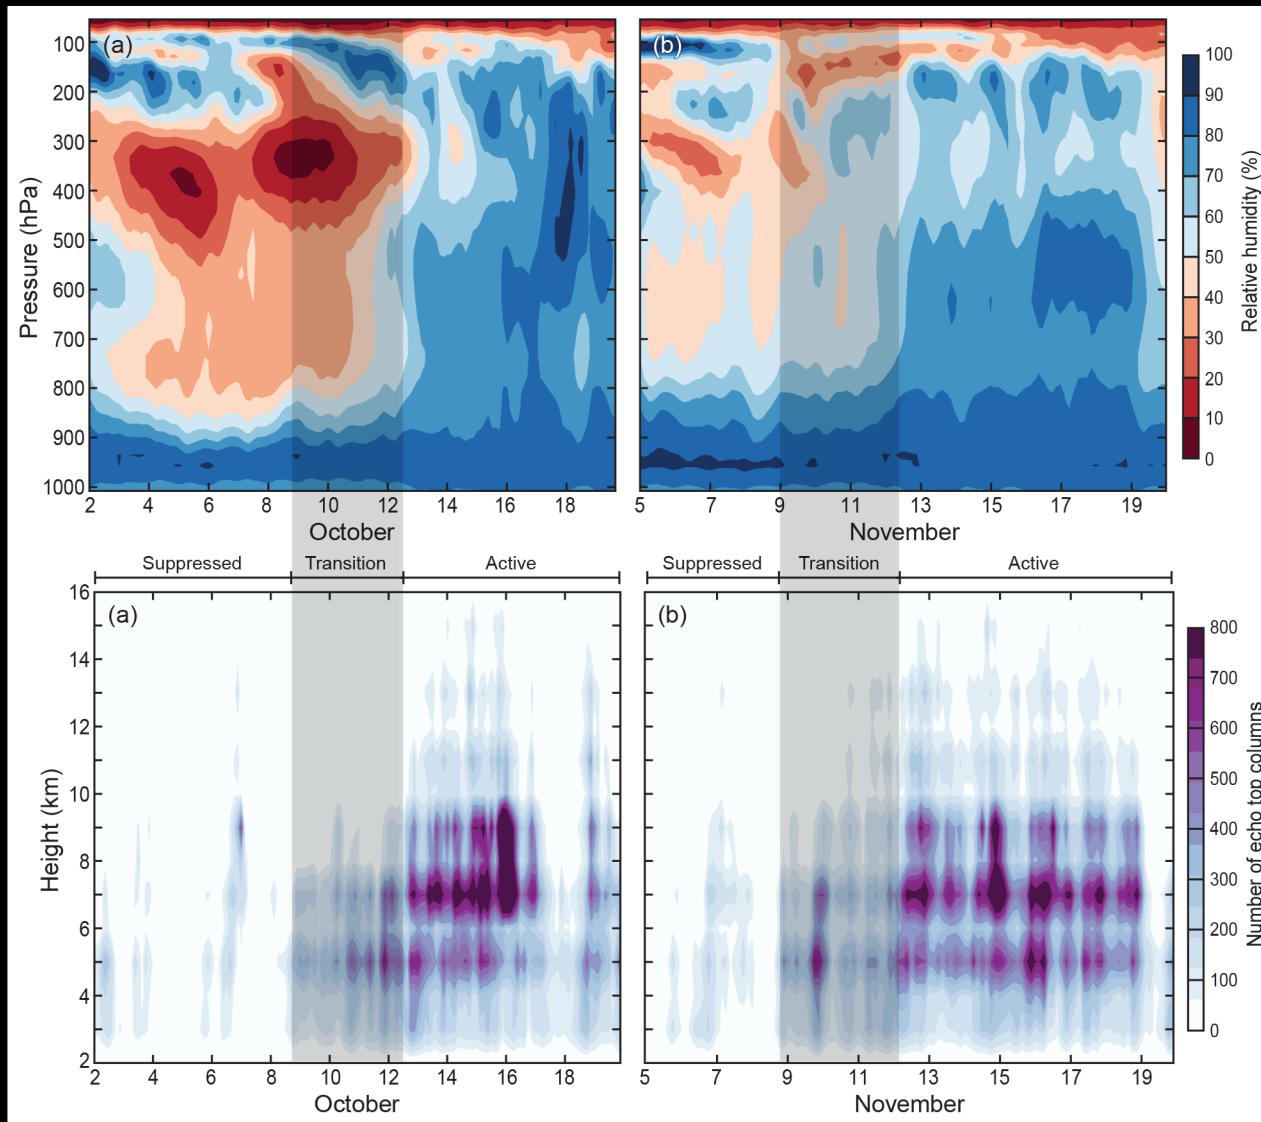 (a)
(b)
Pressure (hPa)
100
200
300
400
500
600
700
800
900
1000
2 4 6 8 10 12 14 16 18
October
5 7 9 11 13 15 17 19
November
100
90
80
70
60
50
40
30
20
10
0
Relative humidity (%)
Suppressed Transition Active
Suppressed Transition Active
(a)
(b)
Height (km)
16
14
12
10
8
6
4
2
2 4 6 8 10 12 14 16 18
October
5 7 9 11 13 15 17 19
November
800
700
600
500
400
300
200
100
0
Number of echo top columns